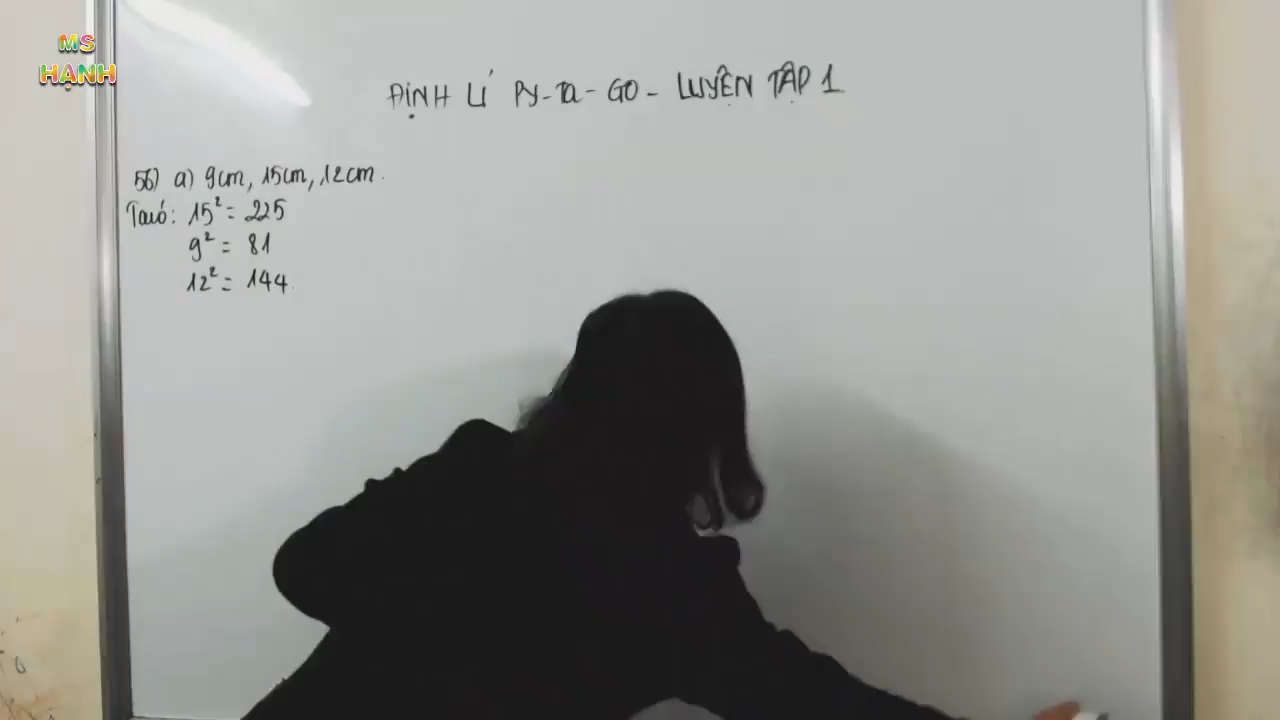 MS
HẠNH
ĐỊNH LÍ PY-TA-GO - LUYỆN TẬP 1
56) a) 9cm, 15cm, 12cm.
Ta có: 15² = 225
9² = 81
12² = 144.